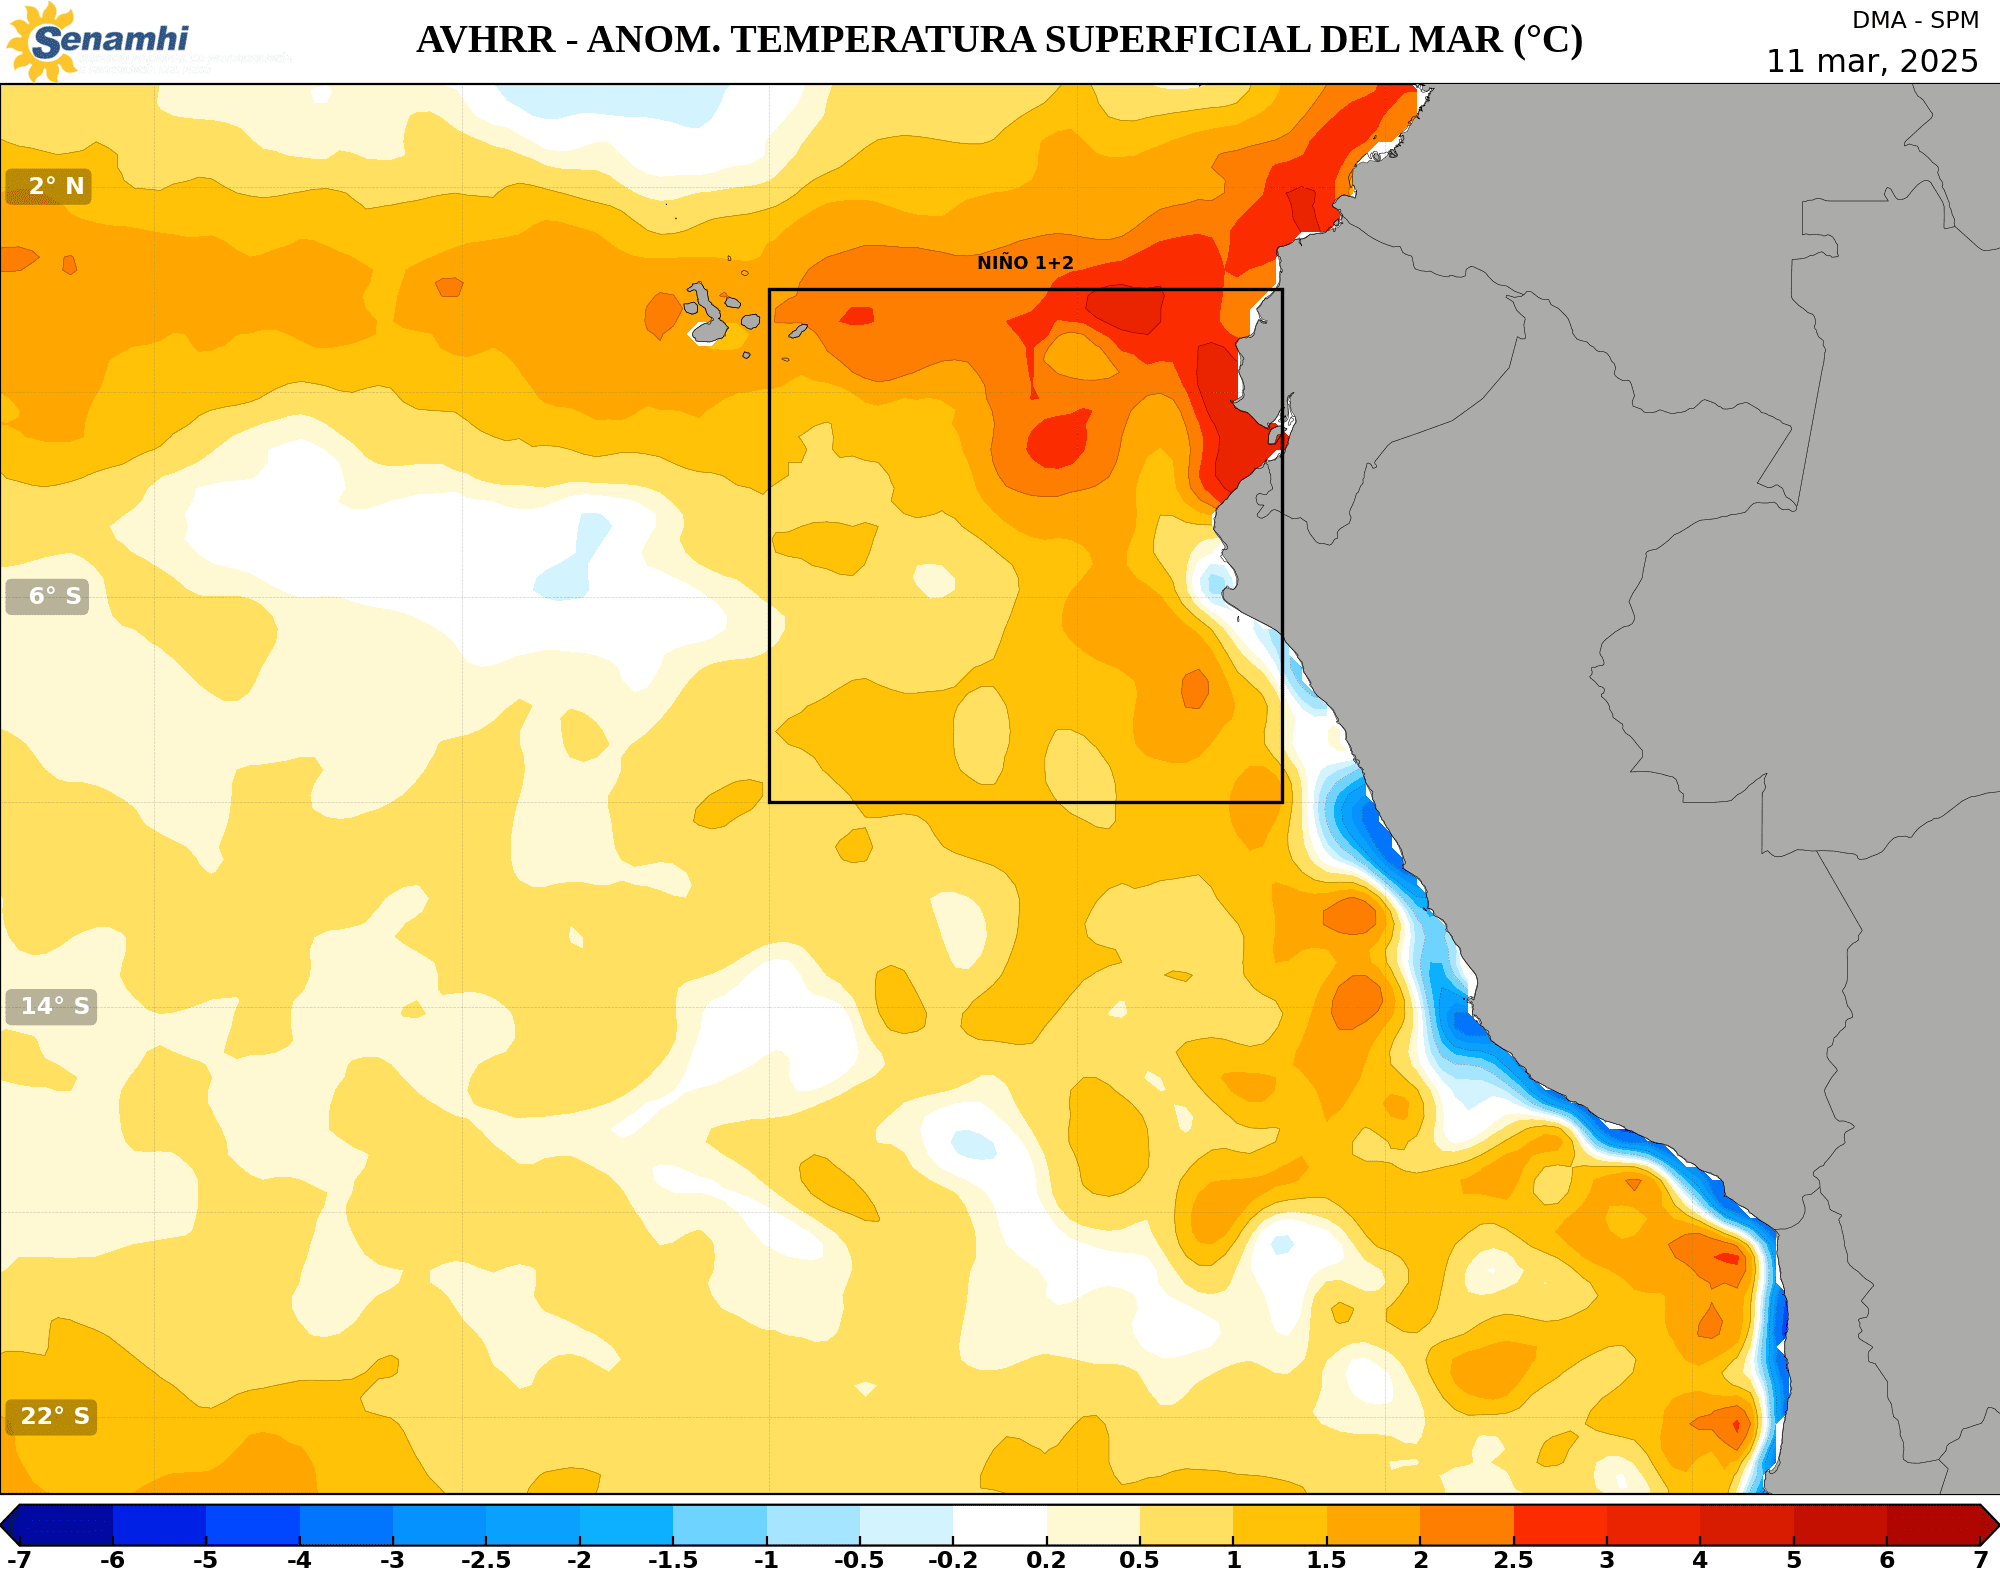 Senamhi
AVHRR - ANOM. TEMPERATURA SUPERFICIAL DEL MAR (°C)
DMA - SPM
11 mar, 2025
2° N
NIÑO 1+2
6° S
14° S
22° S
-7 -6 -5 -4 -3 -2.5 -2 -1.5 -1 -0.5 -0.2 0.2 0.5 1 1.5 2 2.5 3 4 5 6 7